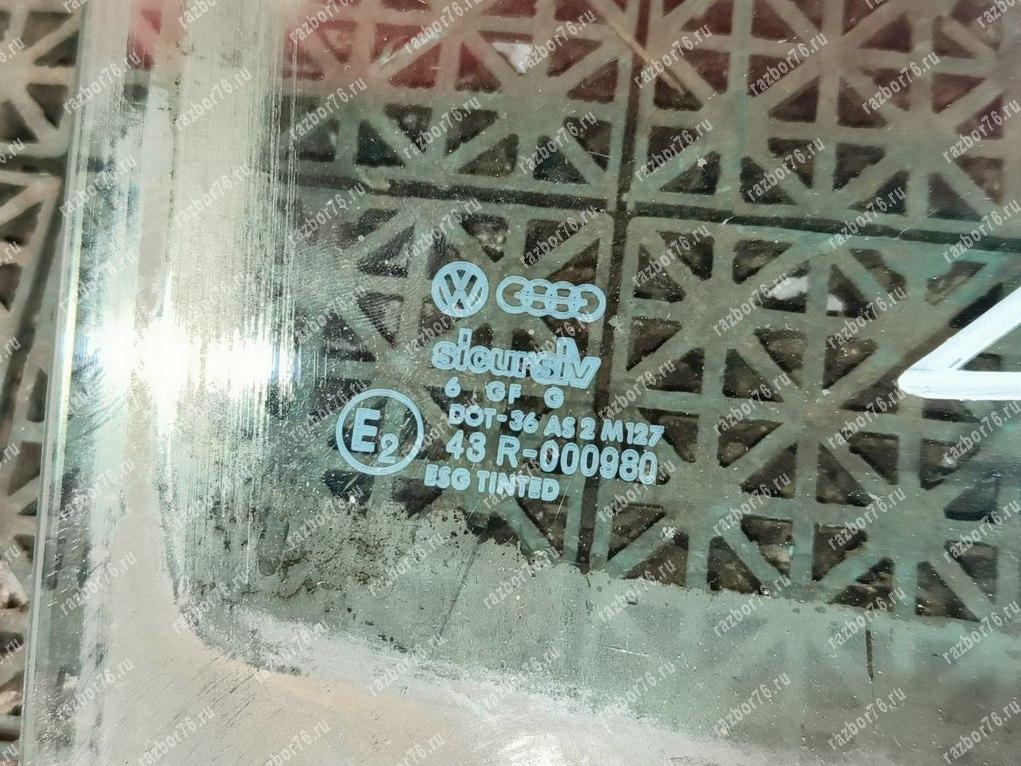 sicursiv
6 GF G
DOT-36 AS 2 M127
E2
43 R-000980
ESG TINTED
razbor76.ru